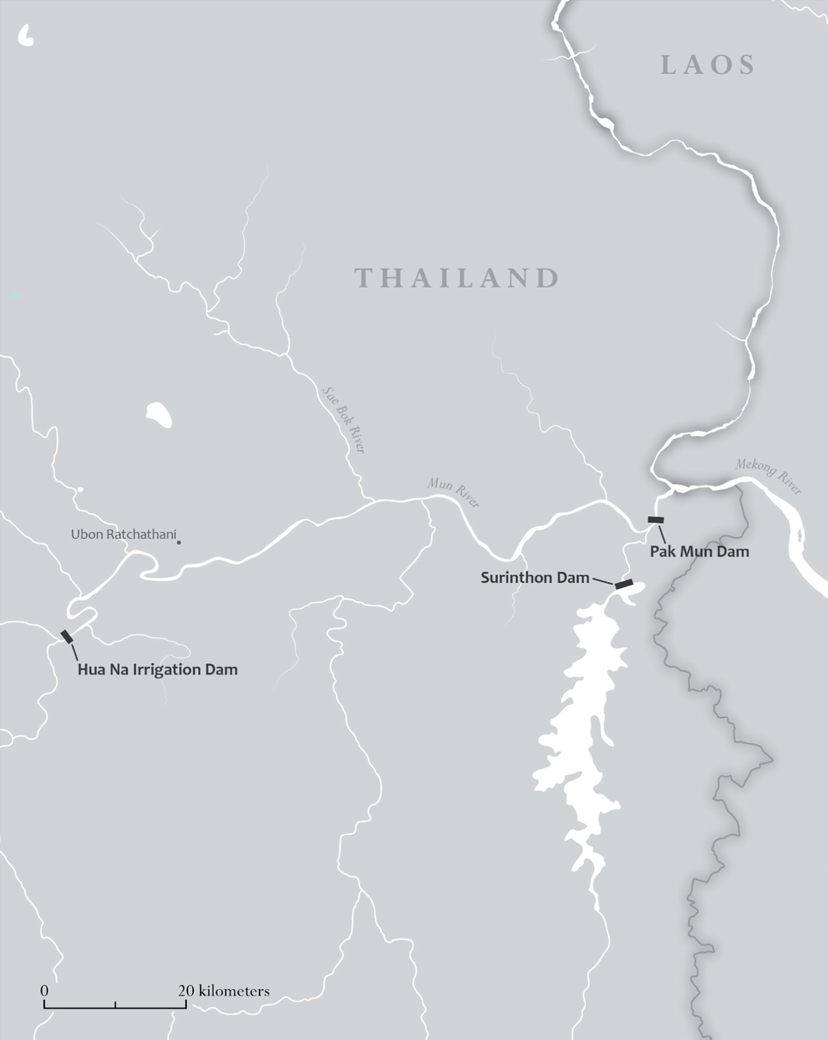 LAOS
THAILAND
Sae Bok River
Mun River
Mekong River
Ubon Ratchathani
Pak Mun Dam
Surinthon Dam
Hua Na Irrigation Dam
0
20 kilometers